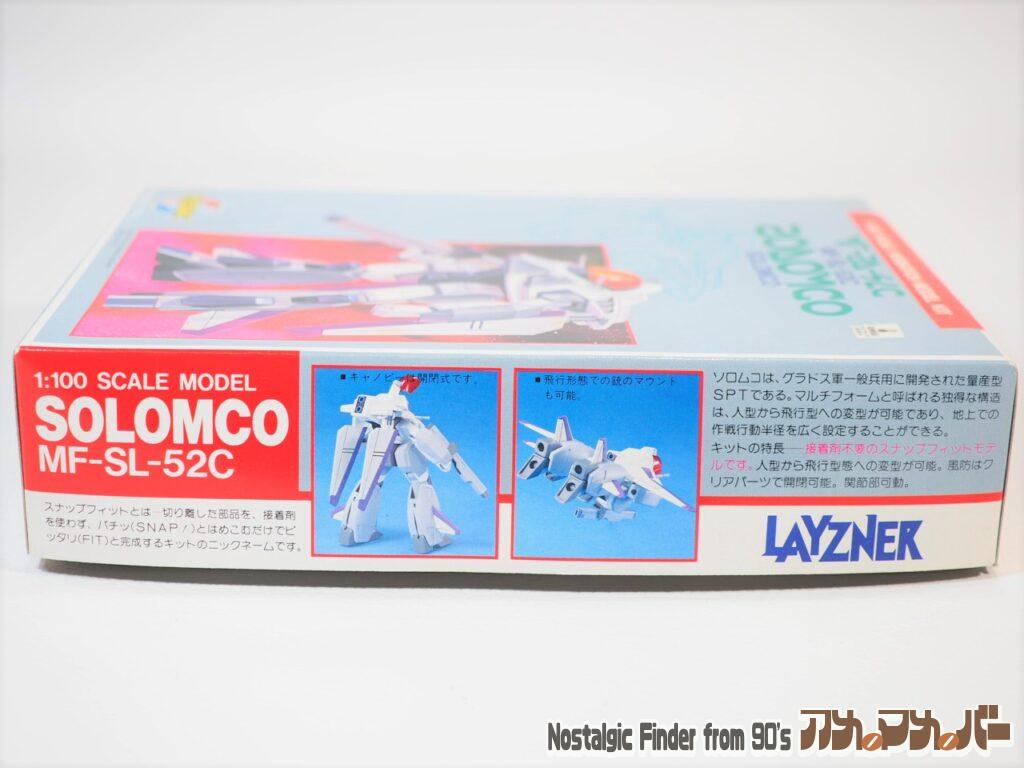 SOLOMCO
SOLOMCO
1:100 SCALE MODEL
SOLOMCO
MF-SL-52C
スナップフィットとは一切り離した部品を、接着剤
を使わず、パチッ(SNAP!)とはめこむだけでピ
ッタリ(FIT)と完成するキットのニックネームです。
■キャノピーは開閉式です。
■飛行形態での銃のマウント
も可能。
ソロムコは、グラドス軍一般兵用に開発された量産型
SPTである。マルチフォームと呼ばれる独得な構造
は、人型から飛行型への変型が可能であり、地上での
作戦行動半径を広く設定することができる。
キットの特長──接着剤不要のスナップフィットモデ
ルです。人型から飛行型態への変型が可能。風防はク
リアパーツで開閉可能。関節部可動。
LAYZNER
Nostalgic Finder from 90's